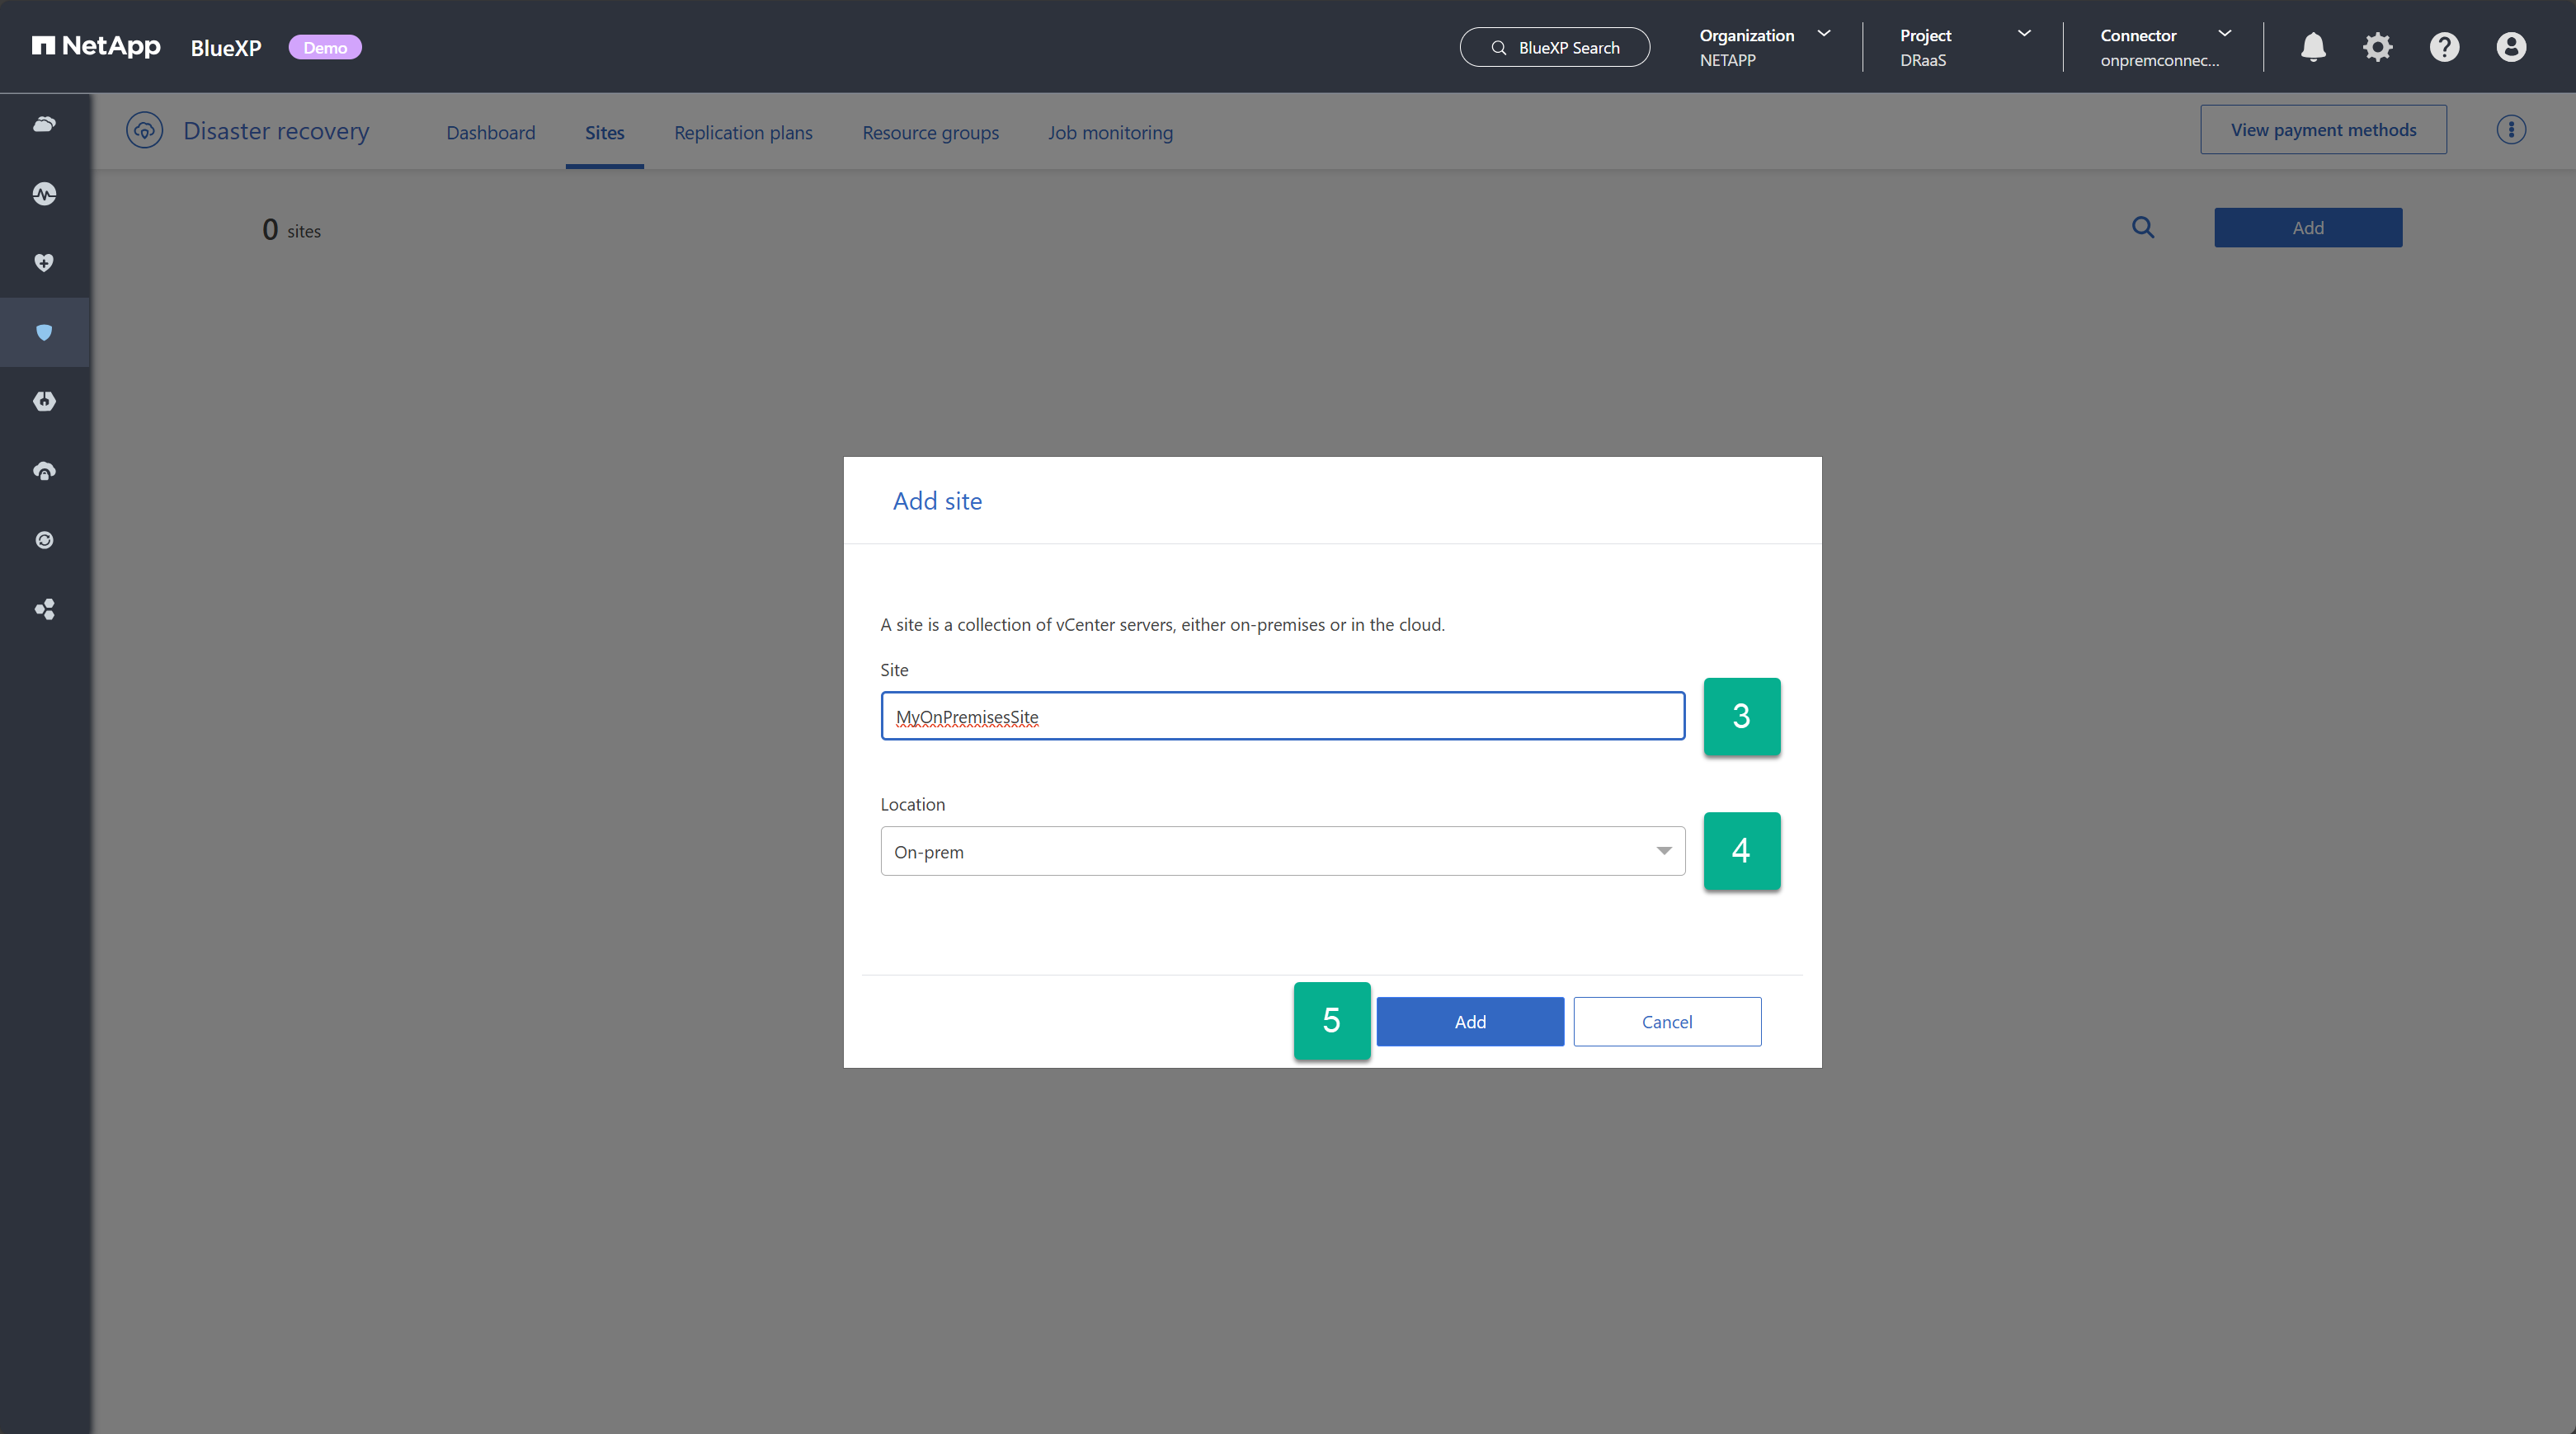 NetApp BlueXP Demo
BlueXP Search
Organization
NETAPP
Project
DRaaS
Connector
onpremconnec...
Disaster recovery
Dashboard
Sites
Replication plans
Resource groups
Job monitoring
View payment methods
0 sites
Add
Add site
A site is a collection of vCenter servers, either on-premises or in the cloud.
Site
MyOnPremisesSite
3
Location
On-prem
4
5
Add
Cancel